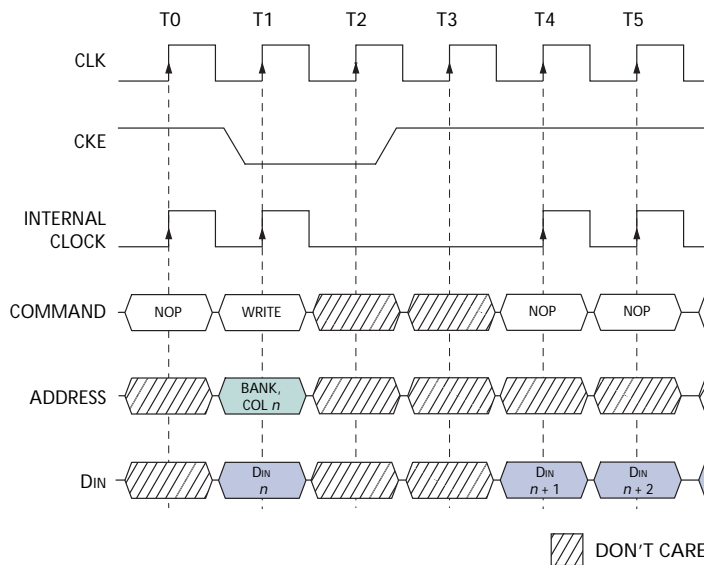 T0 T1 T2 T3 T4 T5
CLK
CKE
INTERNAL
CLOCK
COMMAND NOP WRITE NOP NOP
ADDRESS BANK,
COL n
DIN DIN
n DIN
n + 1 DIN
n + 2
DON'T CARE